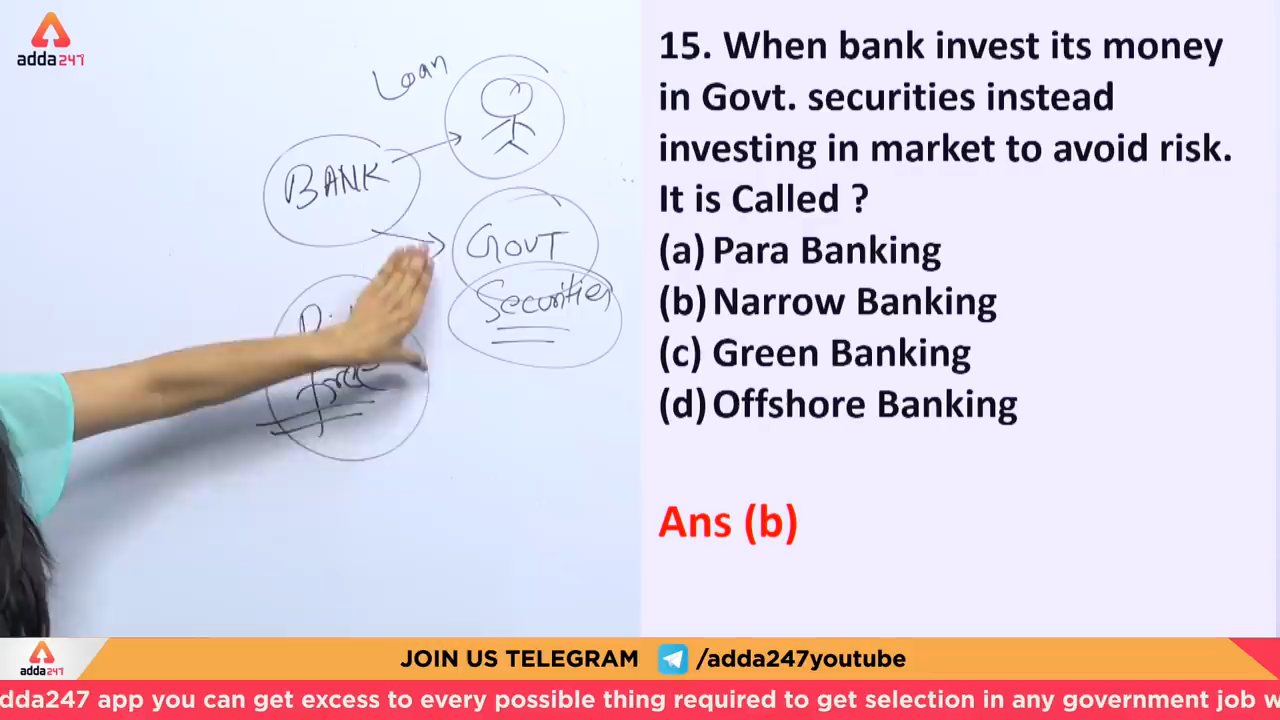 adda247
Loan
BANK
GOVT
Securities
free
15. When bank invest its money
in Govt. securities instead
investing in market to avoid risk.
It is Called ?
(a) Para Banking
(b) Narrow Banking
(c) Green Banking
(d) Offshore Banking
Ans (b)
adda247
JOIN US TELEGRAM /adda247youtube
adda247 app you can get excess to every possible thing required to get selection in any government job